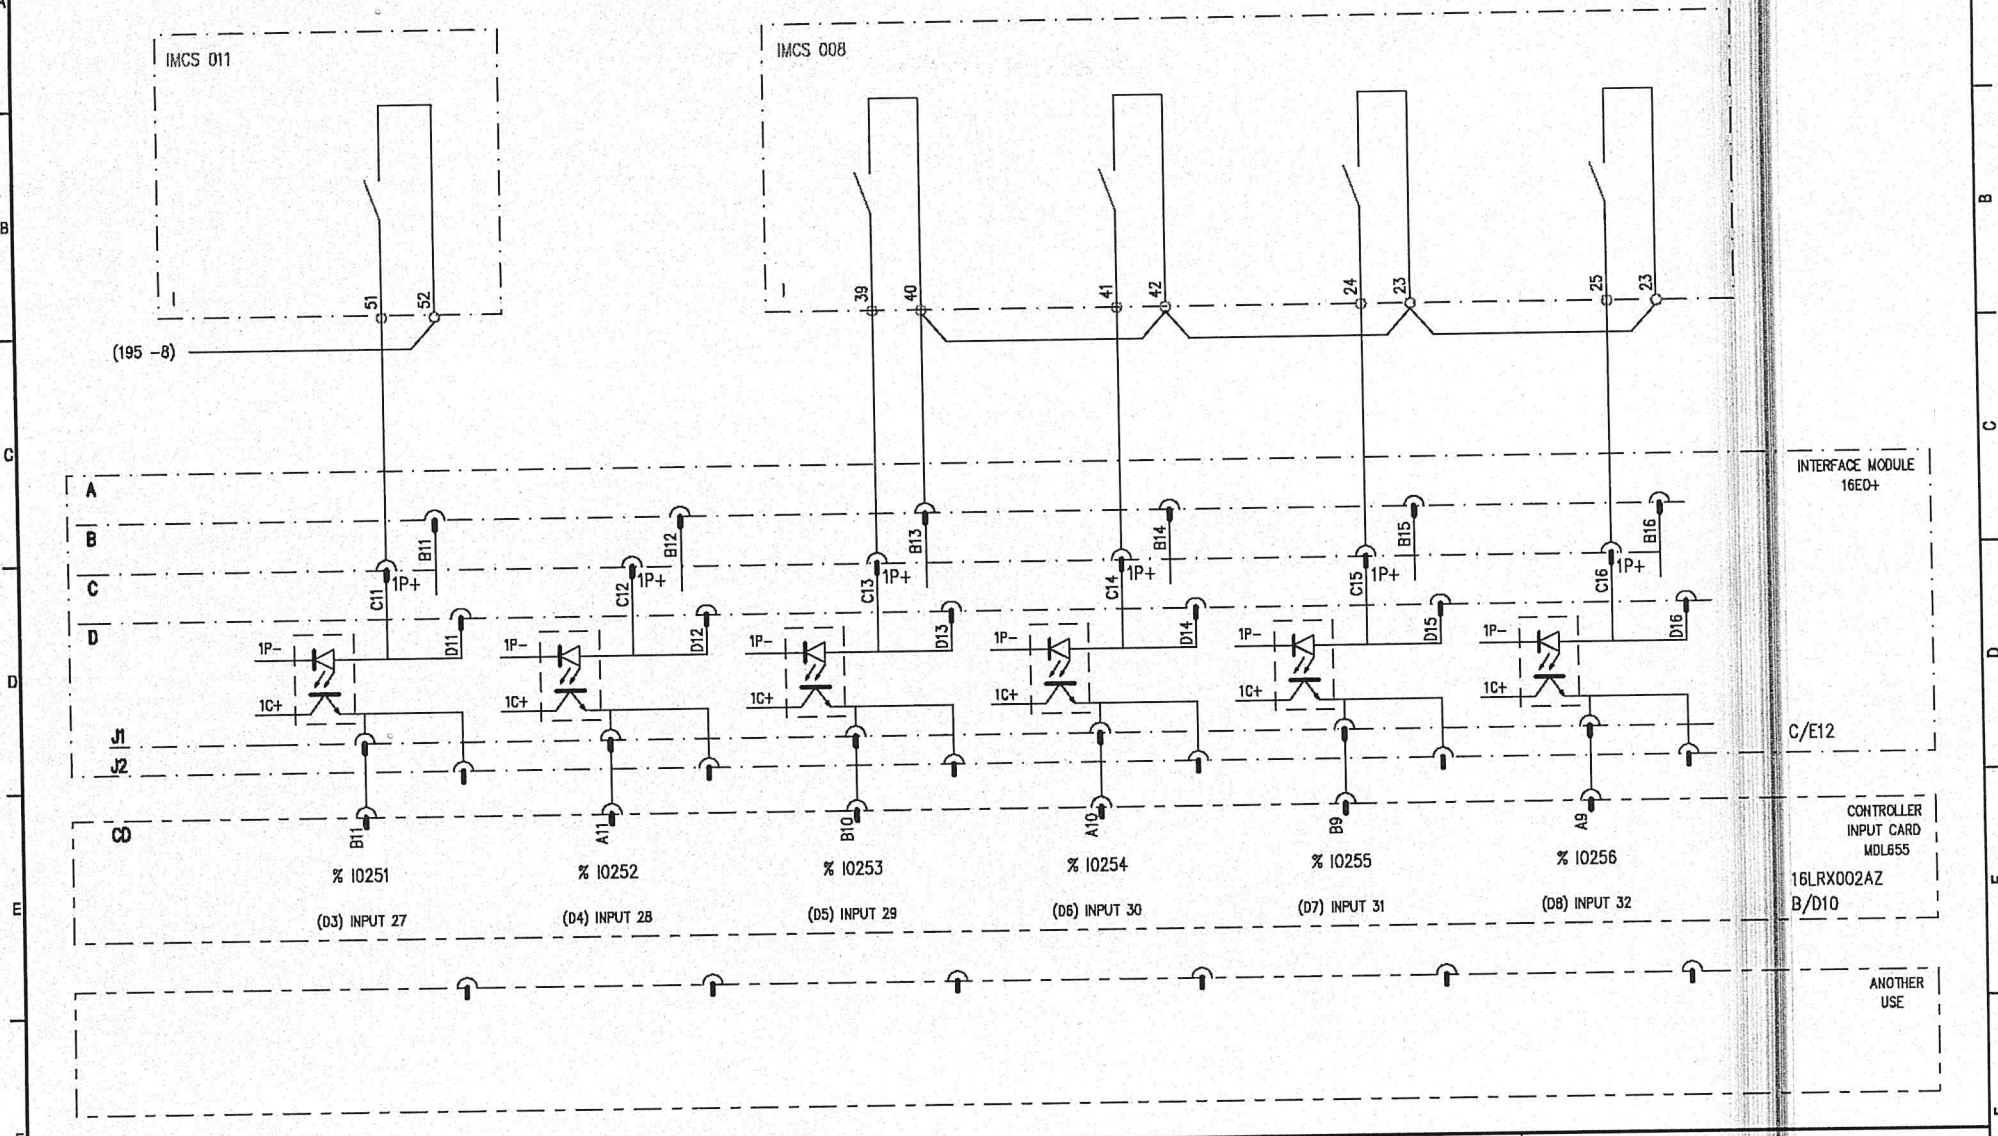 A
IMCS 011
IMCS 008
B
B
51
52
39
40
41
42
24
23
25
23
(195 -8)
C
C
INTERFACE MODULE
16E0+
A
B
B11
B12
B13
B14
B15
B16
C
C11
1P+
C12
1P+
C13
1P+
C14
1P+
C15
1P+
C16
1P+
D
D11
D12
D13
D14
D15
D16
1P-
1P-
1P-
1P-
1P-
1P-
D
D
1C+
1C+
1C+
1C+
1C+
1C+
J1
C/E12
J2
CD
B11
A11
B10
A10
B9
A9
CONTROLLER
INPUT CARD
MDL655
% I0251
% I0252
% I0253
% I0254
% I0255
% I0256
16LRX002AZ
B/D10
E
(D3) INPUT 27
(D4) INPUT 28
(D5) INPUT 29
(D6) INPUT 30
(D7) INPUT 31
(D8) INPUT 32
ANOTHER
USE